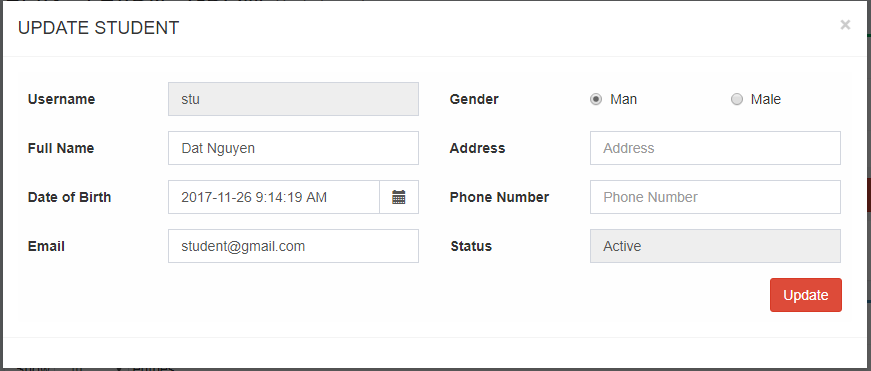 UPDATE STUDENT ×
Username stu Gender Man Male
Full Name Dat Nguyen Address Address
Date of Birth 2017-11-26 9:14:19 AM Phone Number Phone Number
Email student@gmail.com Status Active
Update